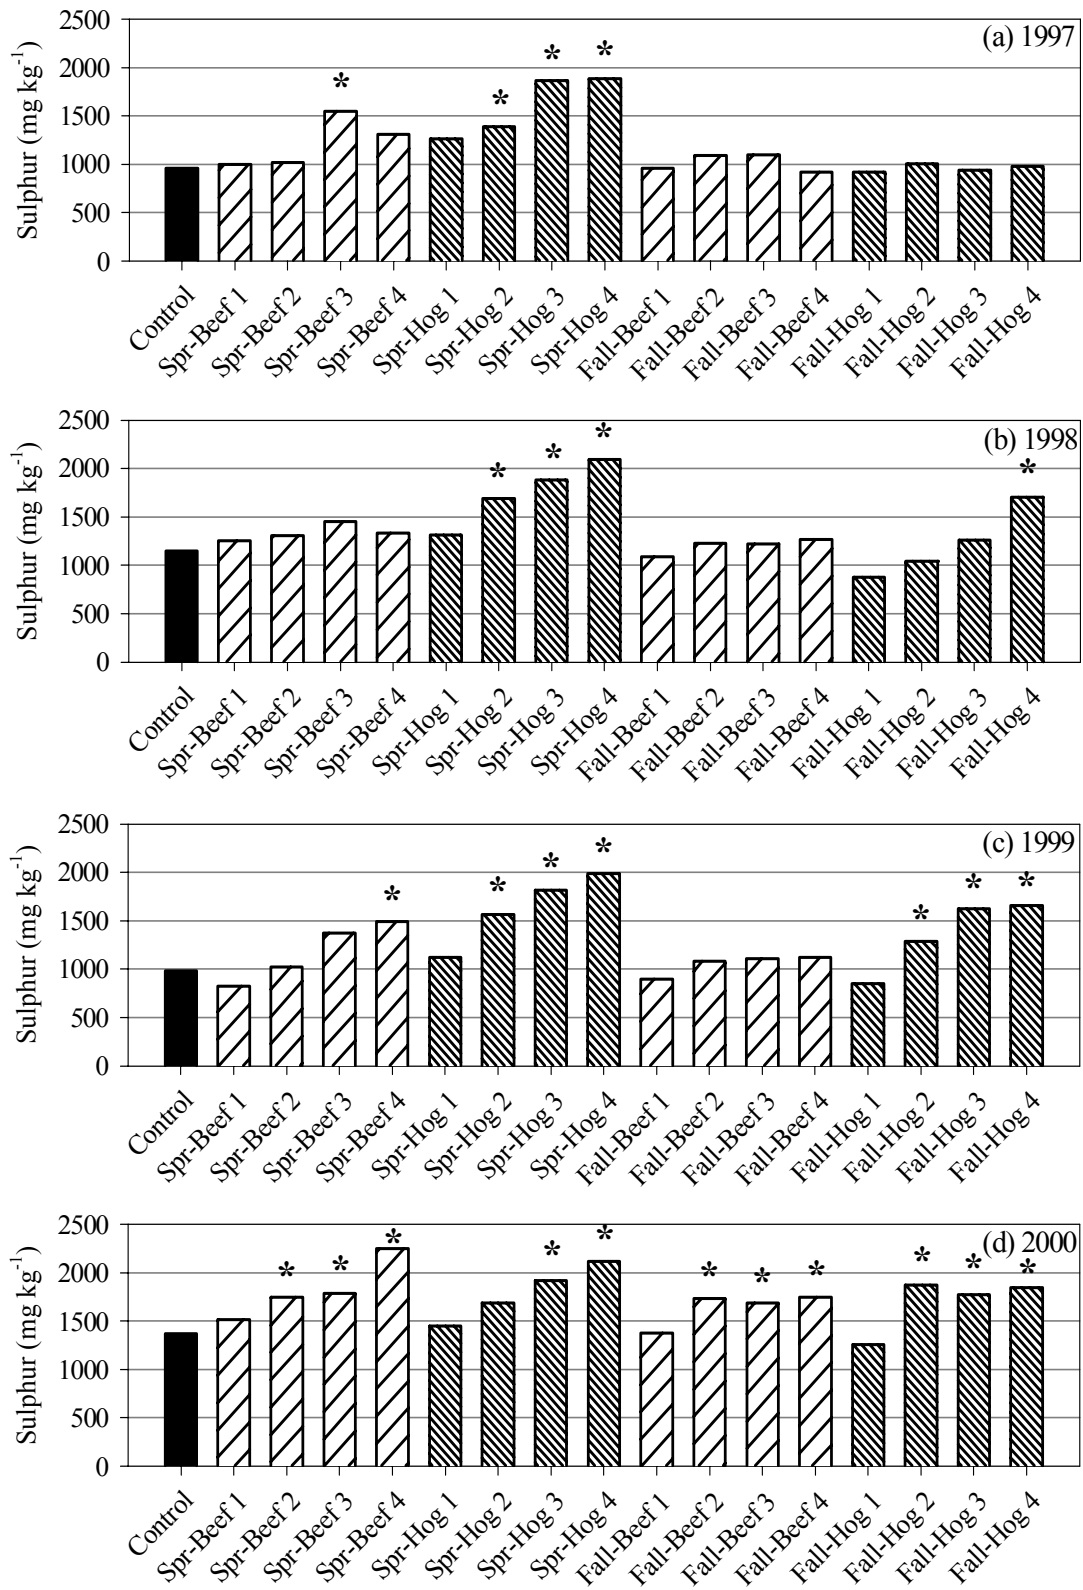 (a) 1997
Sulphur (mg kg-1)
2500
2000
1500
1000
500
0
* * * *
Control
Spr-Beef 1
Spr-Beef 2
Spr-Beef 3
Spr-Beef 4
Spr-Hog 1
Spr-Hog 2
Spr-Hog 3
Spr-Hog 4
Fall-Beef 1
Fall-Beef 2
Fall-Beef 3
Fall-Beef 4
Fall-Hog 1
Fall-Hog 2
Fall-Hog 3
Fall-Hog 4
(b) 1998
Sulphur (mg kg-1)
2500
2000
1500
1000
500
0
* * * *
Control
Spr-Beef 1
Spr-Beef 2
Spr-Beef 3
Spr-Beef 4
Spr-Hog 1
Spr-Hog 2
Spr-Hog 3
Spr-Hog 4
Fall-Beef 1
Fall-Beef 2
Fall-Beef 3
Fall-Beef 4
Fall-Hog 1
Fall-Hog 2
Fall-Hog 3
Fall-Hog 4
(c) 1999
Sulphur (mg kg-1)
2500
2000
1500
1000
500
0
* * * * * * *
Control
Spr-Beef 1
Spr-Beef 2
Spr-Beef 3
Spr-Beef 4
Spr-Hog 1
Spr-Hog 2
Spr-Hog 3
Spr-Hog 4
Fall-Beef 1
Fall-Beef 2
Fall-Beef 3
Fall-Beef 4
Fall-Hog 1
Fall-Hog 2
Fall-Hog 3
Fall-Hog 4
(d) 2000
Sulphur (mg kg-1)
2500
2000
1500
1000
500
0
* * * * * * * * * * *
Control
Spr-Beef 1
Spr-Beef 2
Spr-Beef 3
Spr-Beef 4
Spr-Hog 1
Spr-Hog 2
Spr-Hog 3
Spr-Hog 4
Fall-Beef 1
Fall-Beef 2
Fall-Beef 3
Fall-Beef 4
Fall-Hog 1
Fall-Hog 2
Fall-Hog 3
Fall-Hog 4